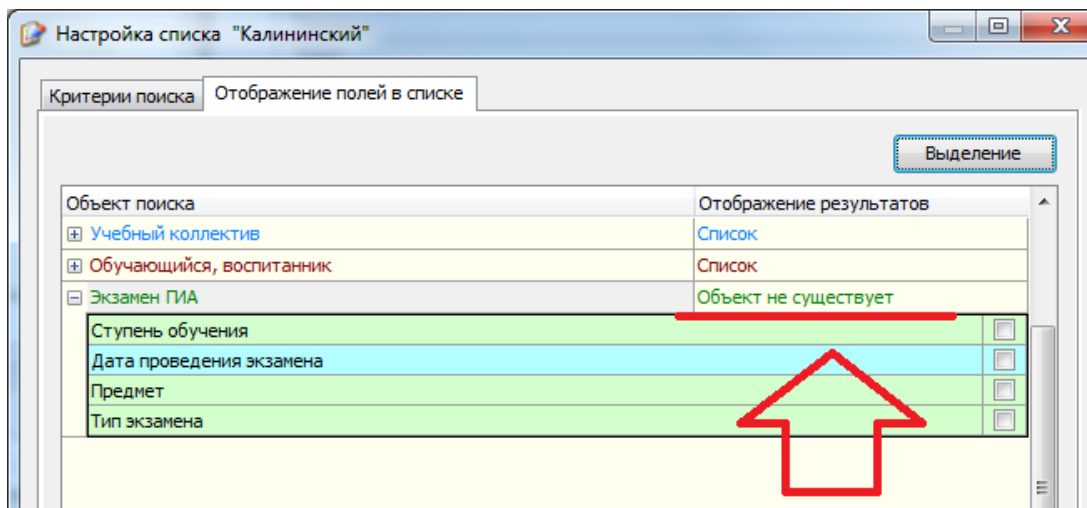 Настройка списка "Калининский"
Критерии поиска Отображение полей в списке
Выделение
Объект поиска Отображение результатов
Учебный коллектив Список
Обучающийся, воспитанник Список
Экзамен ГИА Объект не существует
Ступень обучения
Дата проведения экзамена
Предмет
Тип экзамена